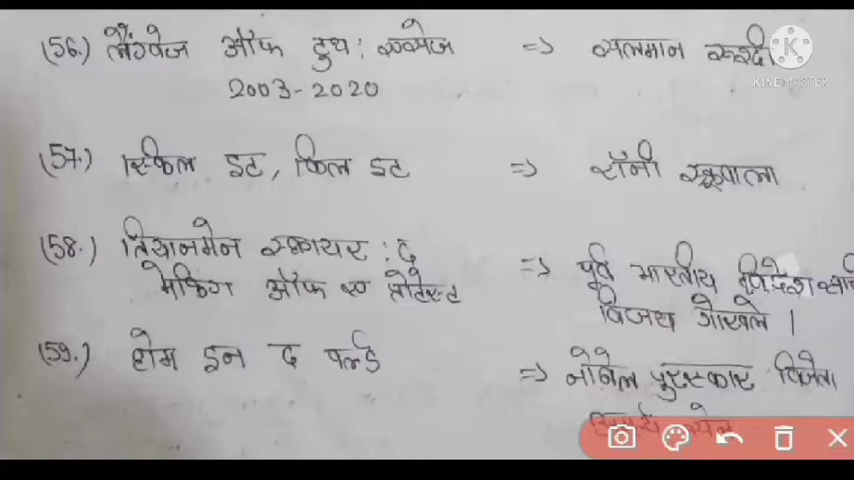 (56.) लैंग्वेज ऑफ ट्रुथ : एस्सेज => सलमान रुश्दी
2003-2020
KINEMASTER
(57.) स्किल इट, किल इट => रॉनी स्क्रूवाला
(58.) तियानमेन स्क्वायर : द => पूर्व भारतीय विदेश
मेकिंग ऑफ ए प्रोटेस्ट विजय गोखले ।
(59.) होम इन द वर्ल्ड => नोबेल पुरस्कार विजेता